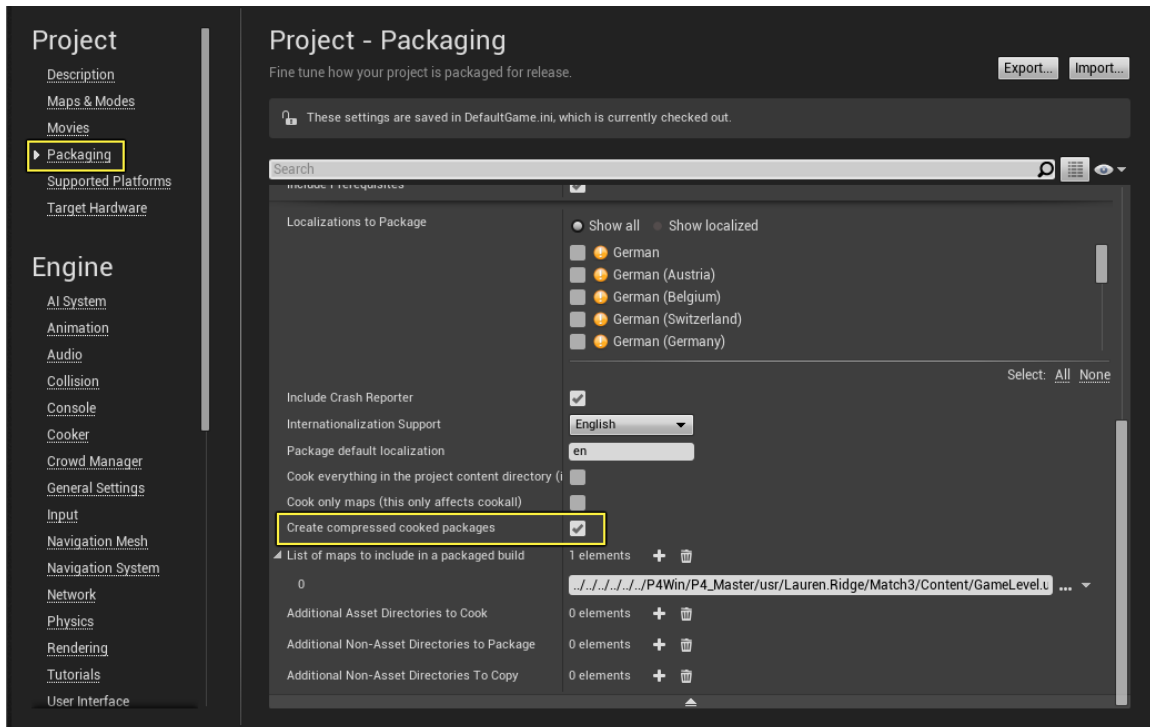 Project
Description
Maps & Modes
Movies
Packaging
Supported Platforms
Target Hardware
Engine
AI System
Animation
Audio
Collision
Console
Cooker
Crowd Manager
General Settings
Input
Navigation Mesh
Navigation System
Network
Physics
Rendering
Tutorials
User Interface
Project - Packaging
Fine tune how your project is packaged for release.
Export... Import...
These settings are saved in DefaultGame.ini, which is currently checked out.
Search
Include Prerequisites
Localizations to Package
Show all Show localized
German
German (Austria)
German (Belgium)
German (Switzerland)
German (Germany)
Select: All None
Include Crash Reporter
Internationalization Support English
Package default localization en
Cook everything in the project content directory (i
Cook only maps (this only affects cookall)
Create compressed cooked packages
List of maps to include in a packaged build 1 elements
0 ../../../../../../P4Win/P4_Master/usr/Lauren.Ridge/Match3/Content/GameLevel.u ...
Additional Asset Directories to Cook 0 elements
Additional Non-Asset Directories to Package 0 elements
Additional Non-Asset Directories To Copy 0 elements